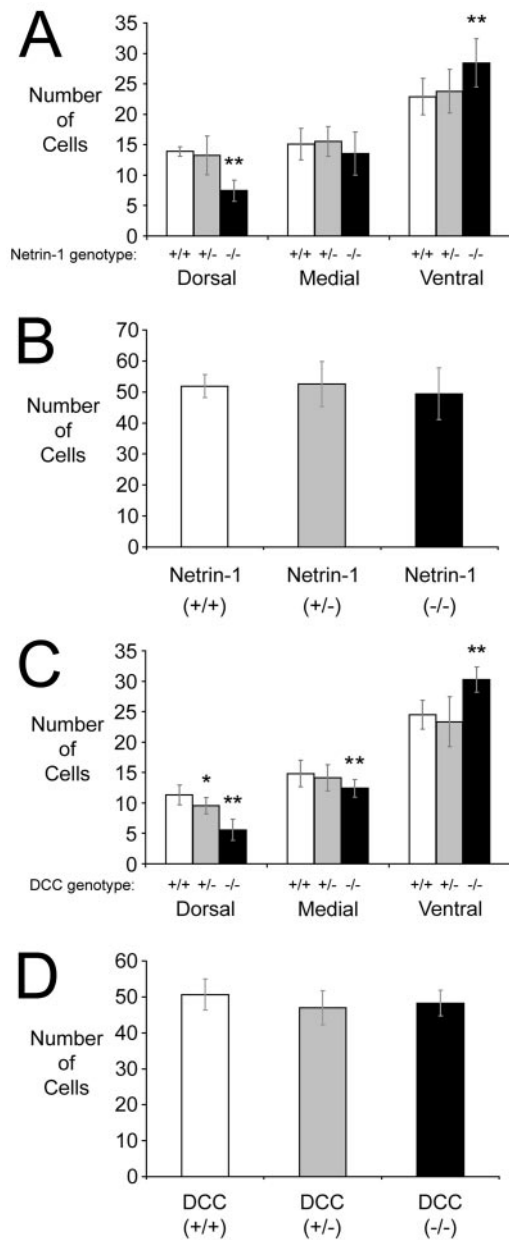 A
35
30
25
20
15
10
5
0
Number
of
Cells
**
**
Netrin-1 genotype: +/+ +/- -/- +/+ +/- -/- +/+ +/- -/-
Dorsal Medial Ventral
B
70
60
50
40
30
20
10
0
Number
of
Cells
Netrin-1 Netrin-1 Netrin-1
(+/+) (+/-) (-/-)
C
35
30
25
20
15
10
5
0
Number
of
Cells
* ** ** **
DCC genotype: +/+ +/- -/- +/+ +/- -/- +/+ +/- -/-
Dorsal Medial Ventral
D
60
50
40
30
20
10
0
Number
of
Cells
DCC DCC DCC
(+/+) (+/-) (-/-)